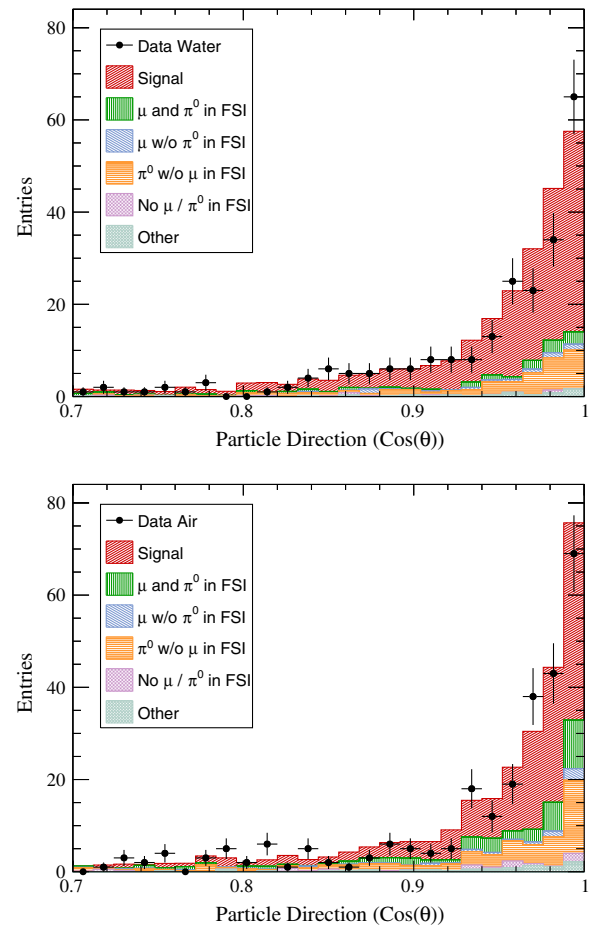 80
60
40
20
0
Entries
Data Water
Signal
μ and π⁰ in FSI
μ w/o π⁰ in FSI
π⁰ w/o μ in FSI
No μ / π⁰ in FSI
Other
0.7 0.8 0.9 1
Particle Direction (Cos(θ))
80
60
40
20
0
Entries
Data Air
Signal
μ and π⁰ in FSI
μ w/o π⁰ in FSI
π⁰ w/o μ in FSI
No μ / π⁰ in FSI
Other
0.7 0.8 0.9 1
Particle Direction (Cos(θ))